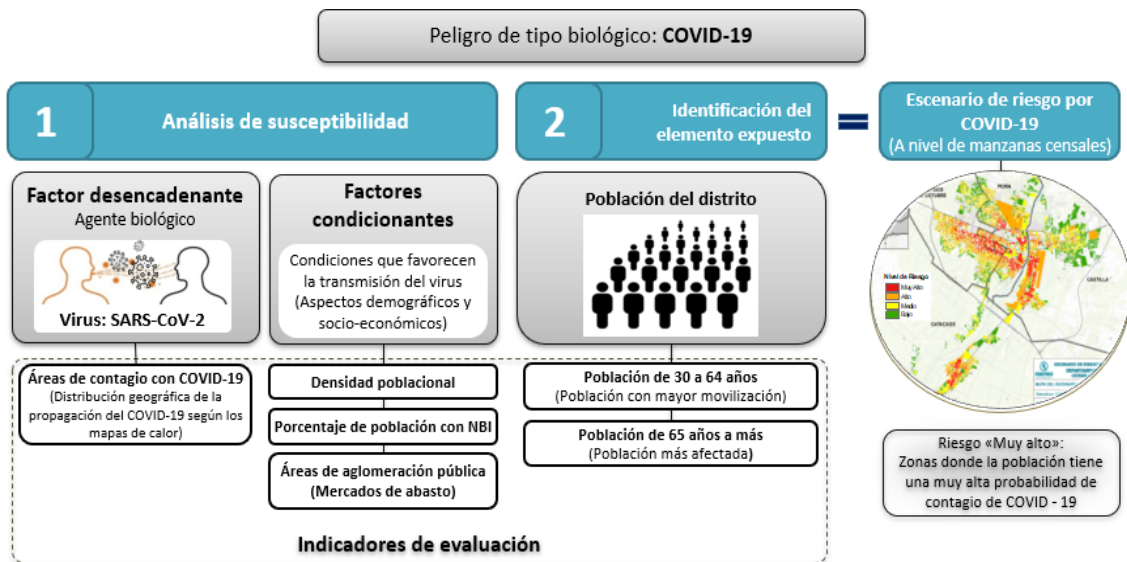 Peligro de tipo biológico: COVID-19
1
Análisis de susceptibilidad
2
Identificación del
elemento expuesto
Escenario de riesgo por
COVID-19
(A nivel de manzanas censales)
Factor desencadenante
Agente biológico
Virus: SARS-CoV-2
Factores
condicionantes
Condiciones que favorecen
la transmisión del virus
(Aspectos demográficos y
socio-económicos)
Población del distrito
PIURA
CASTILLA
CATACAOS
Nivel de Riesgo
Muy Alto
Alto
Medio
Bajo
Áreas de contagio con COVID-19
(Distribución geográfica de la
propagación del COVID-19 según los
mapas de calor)
Densidad poblacional
Porcentaje de población con NBI
Áreas de aglomeración pública
(Mercados de abasto)
Población de 30 a 64 años
(Población con mayor movilización)
Población de 65 años a más
(Población más afectada)
Riesgo «Muy alto»:
Zonas donde la población tiene
una muy alta probabilidad de
contagio de COVID - 19
Indicadores de evaluación